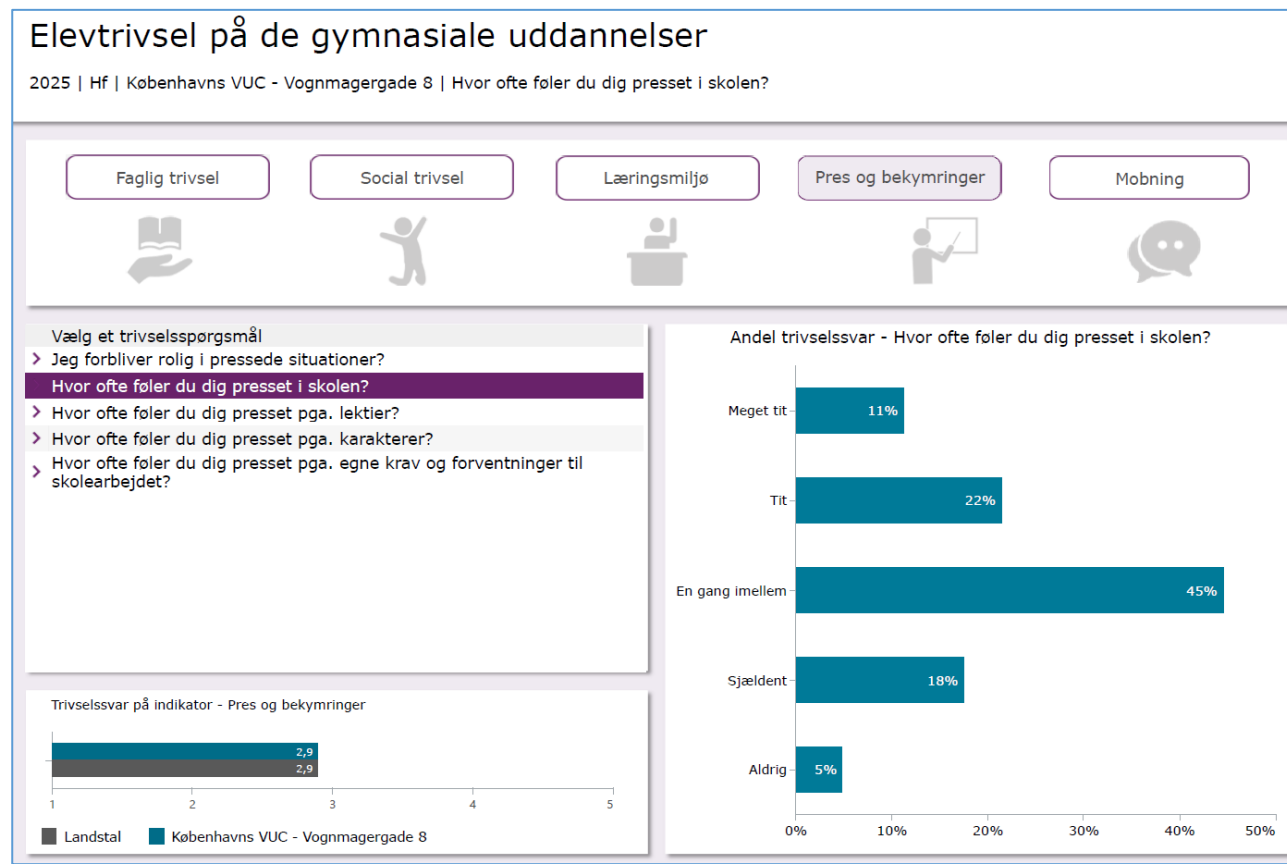 Elevtrivsel på de gymnasiale uddannelser
2025 | Hf | Københavns VUC - Vognmagergade 8 | Hvor ofte føler du dig presset i skolen?
Faglig trivsel
Social trivsel
Læringsmiljø
Pres og bekymringer
Mobning
Vælg et trivselsspørgsmål
Jeg forbliver rolig i pressede situationer?
Hvor ofte føler du dig presset i skolen?
Hvor ofte føler du dig presset pga. lektier?
Hvor ofte føler du dig presset pga. karakterer?
Hvor ofte føler du dig presset pga. egne krav og forventninger til
skolearbejdet?
Trivselssvar på indikator - Pres og bekymringer
2,9
2,9
1 2 3 4 5
Landstal Københavns VUC - Vognmagergade 8
Andel trivselssvar - Hvor ofte føler du dig presset i skolen?
Meget tit 11%
Tit 22%
En gang imellem 45%
Sjældent 18%
Aldrig 5%
0% 10% 20% 30% 40% 50%